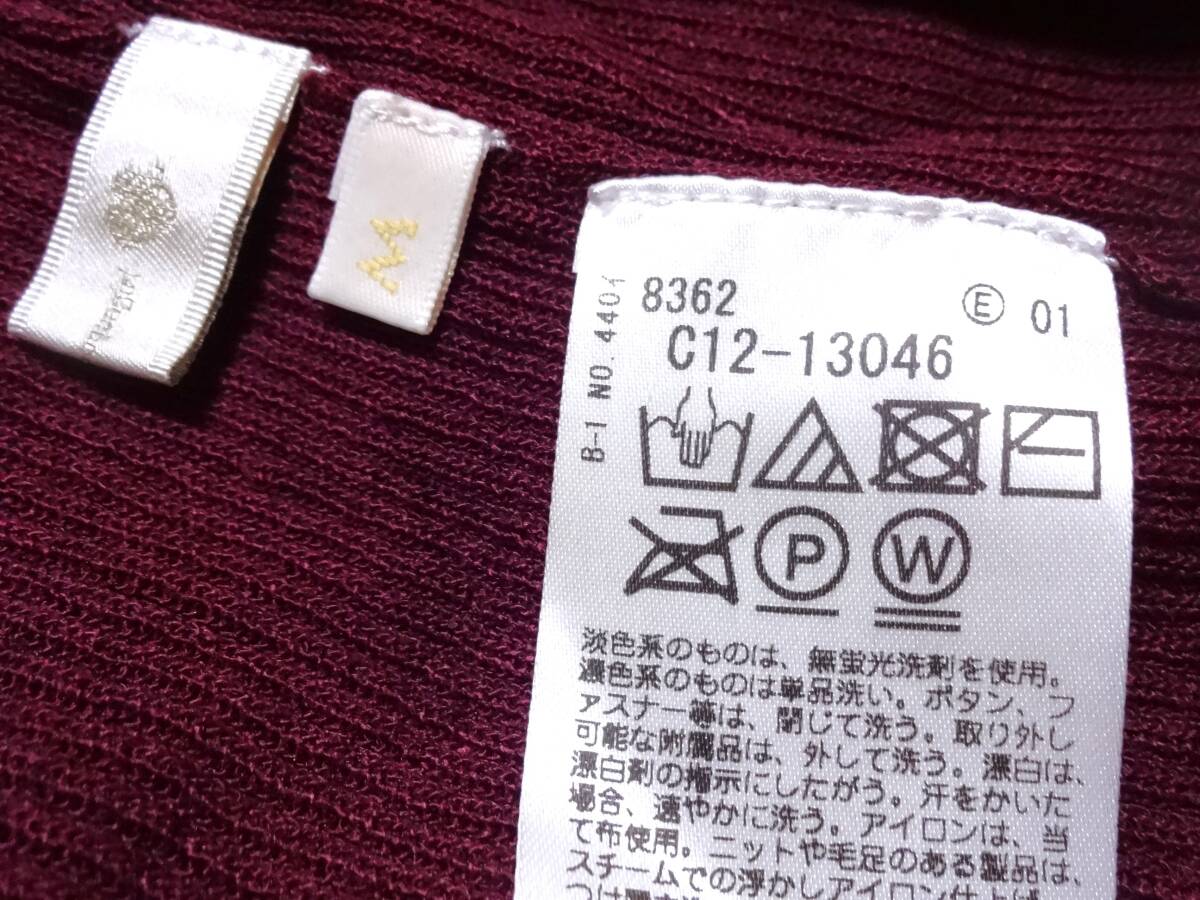 M
B-1 NO. 4401
8362
Ⓔ 01
C12-13046
P
W
淡色系のものは、無蛍光洗剤を使用。
濃色系のものは単品洗い。ボタン、フ
ァスナー等は、閉じて洗う。取り外し
可能な附属品は、外して洗う。漂白は、
漂白剤の指示にしたがう。汗をかいた
場合、速やかに洗う。アイロンは、当
て布使用。ニットや毛足のある製品は、
スチームでの浮かしアイロン仕上げ